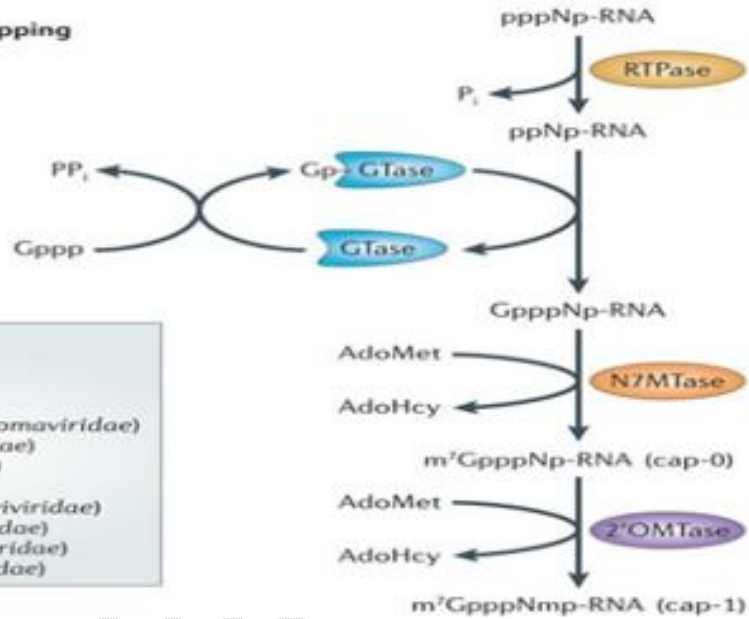 pping
pppNp-RNA
RTPase
Pi
ppNp-RNA
PPi
Gp GTase
Gppp
GTase
GpppNp-RNA
AdoMet
N7MTase
AdoHcy
m⁷GpppNp-RNA (cap-0)
AdoMet
2'OMTase
AdoHcy
m⁷GpppNmp-RNA (cap-1)
omaviridae)
ae)
)
iviridae)
dae)
ridae)
dae)